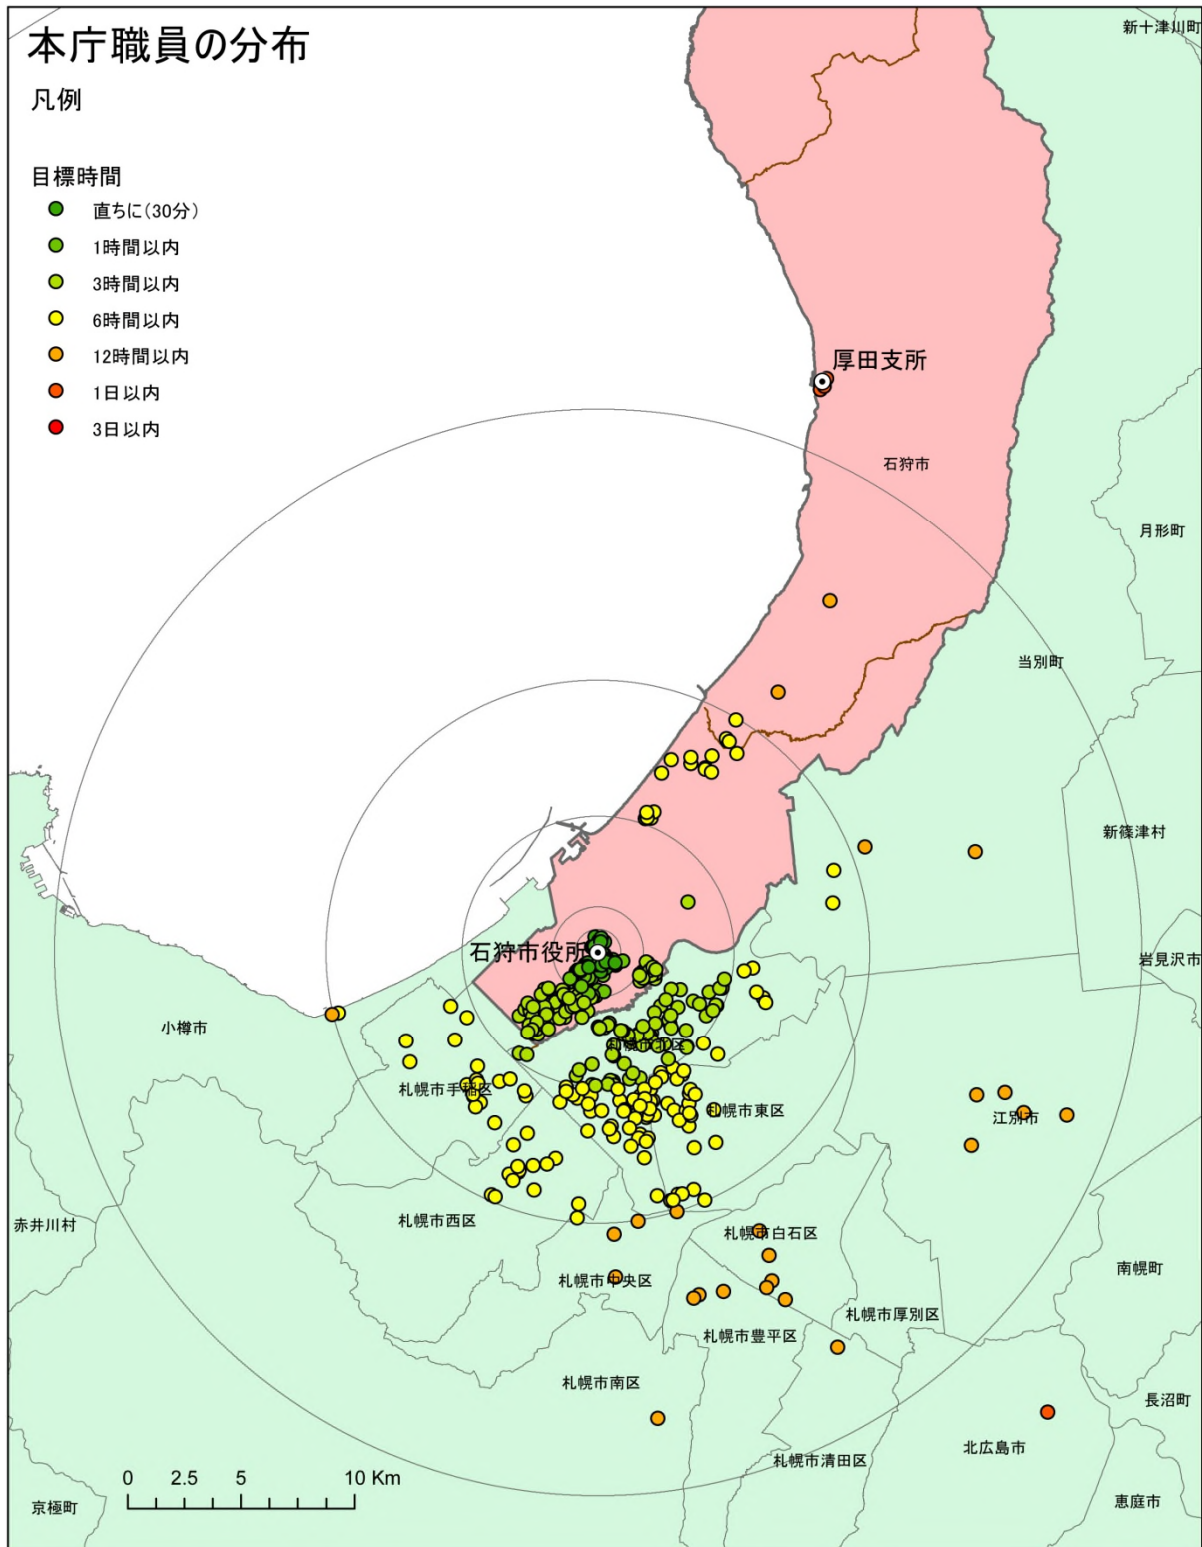 本庁職員の分布
凡例
目標時間
直ちに(30分)
1時間以内
3時間以内
6時間以内
12時間以内
1日以内
3日以内
新十津川町
厚田支所
石狩市
月形町
当別町
新篠津村
石狩市役所
岩見沢市
小樽市
札幌市北区
札幌市手稲区
札幌市東区
江別市
赤井川村
札幌市西区
札幌市白石区
札幌市中央区
南幌町
札幌市厚別区
札幌市豊平区
札幌市南区
長沼町
北広島市
札幌市清田区
0 2.5 5 10 Km
京極町
恵庭市